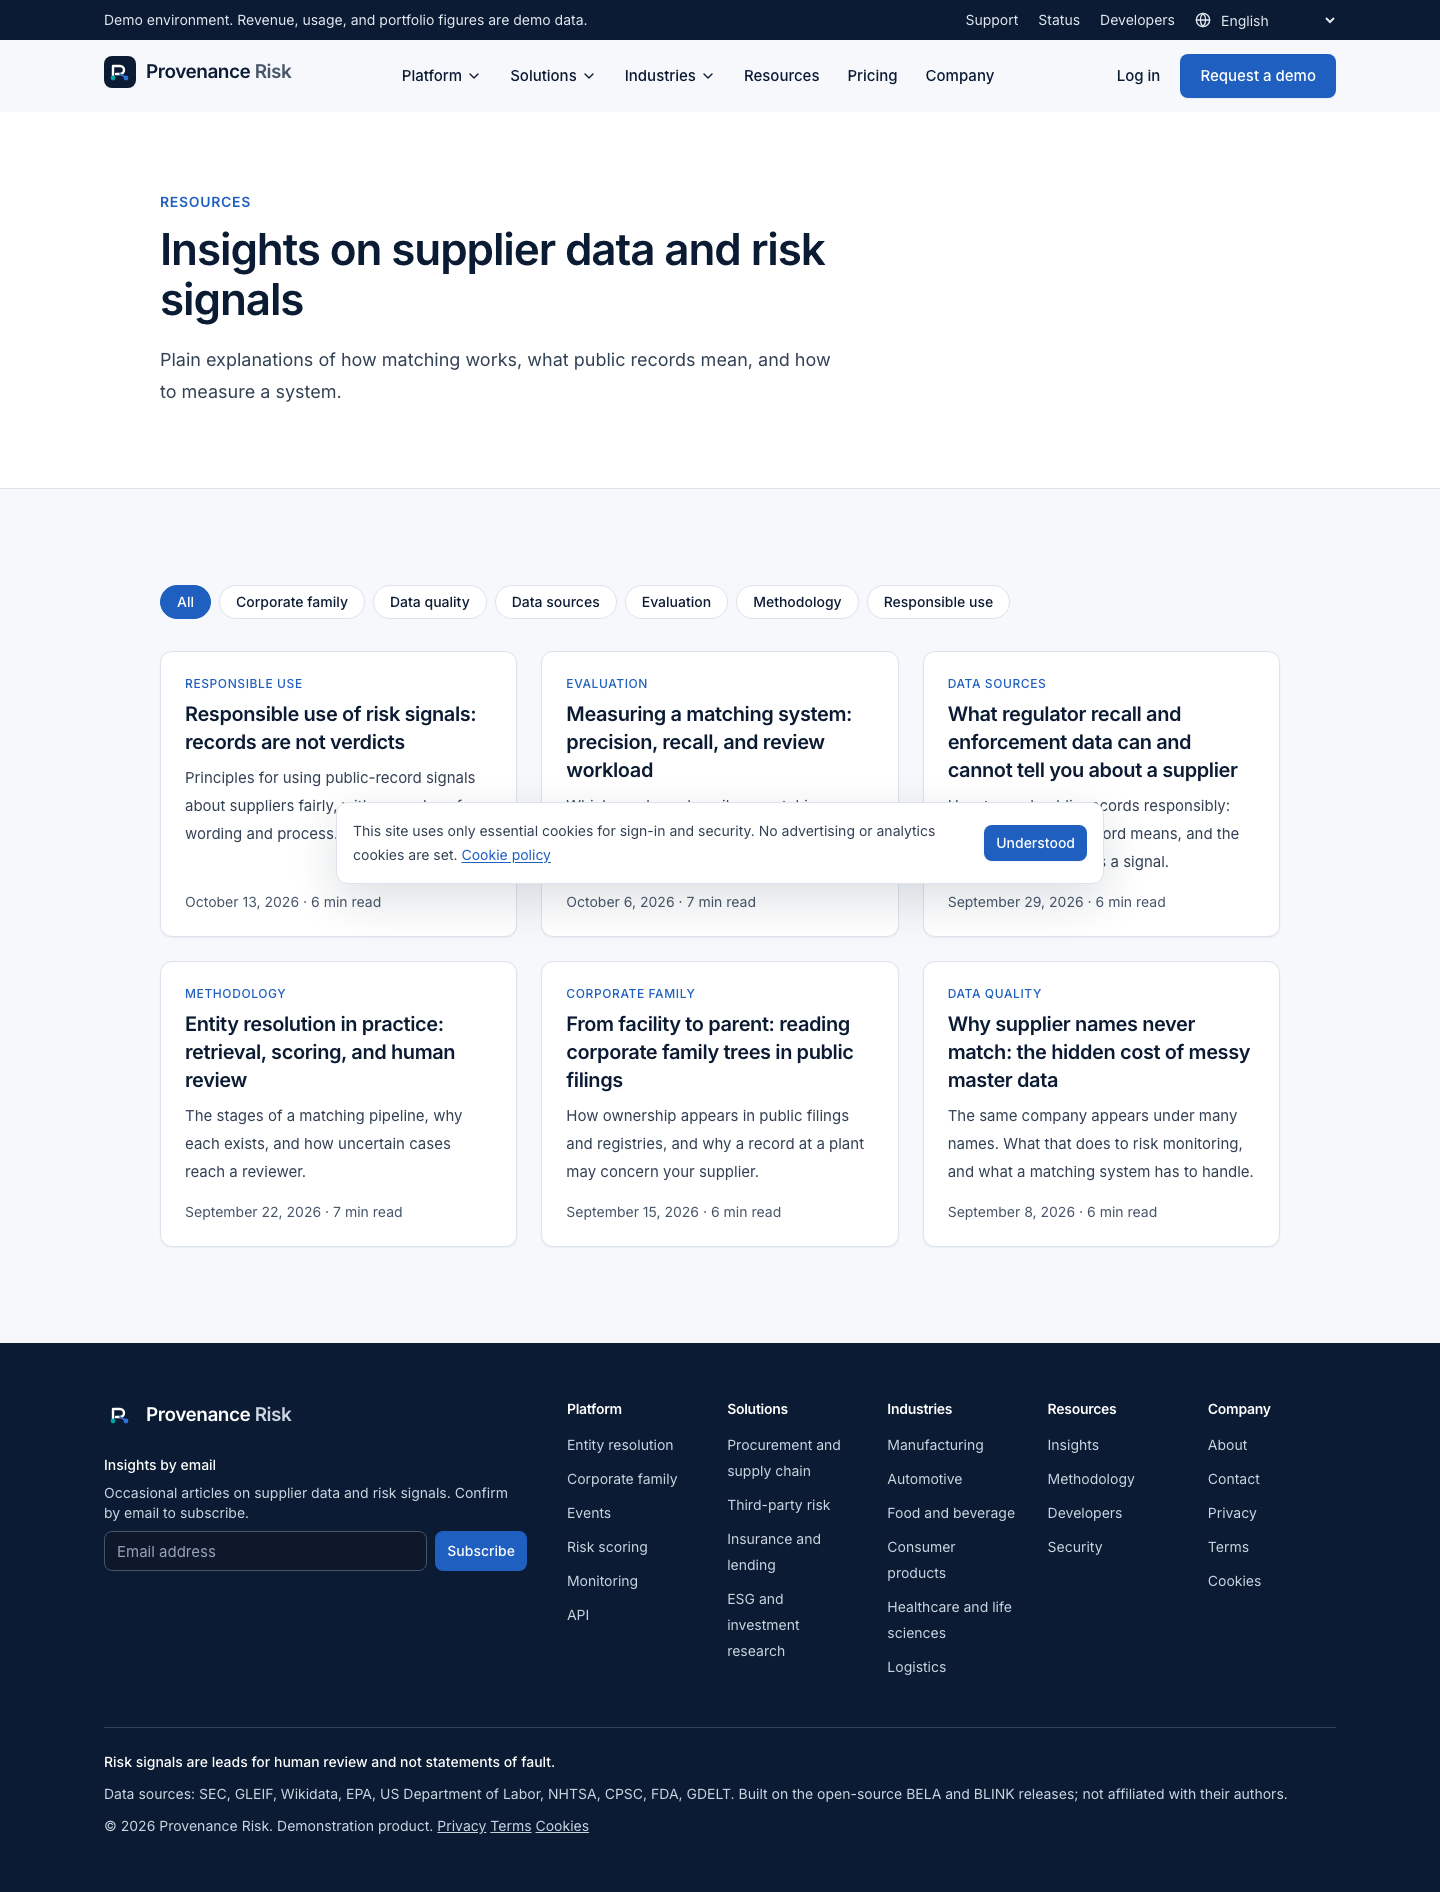 Demo environment. Revenue, usage, and portfolio figures are demo data.
Support Status Developers English
Provenance Risk
Platform Solutions Industries Resources Pricing Company
Log in Request a demo
RESOURCES
Insights on supplier data and risk
signals
Plain explanations of how matching works, what public records mean, and how
to measure a system.
All Corporate family Data quality Data sources Evaluation Methodology Responsible use
RESPONSIBLE USE
Responsible use of risk signals:
records are not verdicts
Principles for using public-record signals
about suppliers fairly,
wording and process.
October 13, 2026 · 6 min read
EVALUATION
Measuring a matching system:
precision, recall, and review
workload
October 6, 2026 · 7 min read
DATA SOURCES
What regulator recall and
enforcement data can and
cannot tell you about a supplier
records responsibly:
means, and the
a signal.
September 29, 2026 · 6 min read
This site uses only essential cookies for sign-in and security. No advertising or analytics
cookies are set. Cookie policy
Understood
METHODOLOGY
Entity resolution in practice:
retrieval, scoring, and human
review
The stages of a matching pipeline, why
each exists, and how uncertain cases
reach a reviewer.
September 22, 2026 · 7 min read
CORPORATE FAMILY
From facility to parent: reading
corporate family trees in public
filings
How ownership appears in public filings
and registries, and why a record at a plant
may concern your supplier.
September 15, 2026 · 6 min read
DATA QUALITY
Why supplier names never
match: the hidden cost of messy
master data
The same company appears under many
names. What that does to risk monitoring,
and what a matching system has to handle.
September 8, 2026 · 6 min read
Provenance Risk
Insights by email
Occasional articles on supplier data and risk signals. Confirm
by email to subscribe.
Email address
Subscribe
Platform
Entity resolution
Corporate family
Events
Risk scoring
Monitoring
API
Solutions
Procurement and
supply chain
Third-party risk
Insurance and
lending
ESG and
investment
research
Industries
Manufacturing
Automotive
Food and beverage
Consumer
products
Healthcare and life
sciences
Logistics
Resources
Insights
Methodology
Developers
Security
Company
About
Contact
Privacy
Terms
Cookies
Risk signals are leads for human review and not statements of fault.
Data sources: SEC, GLEIF, Wikidata, EPA, US Department of Labor, NHTSA, CPSC, FDA, GDELT. Built on the open-source BELA and BLINK releases; not affiliated with their authors.
© 2026 Provenance Risk. Demonstration product. Privacy Terms Cookies